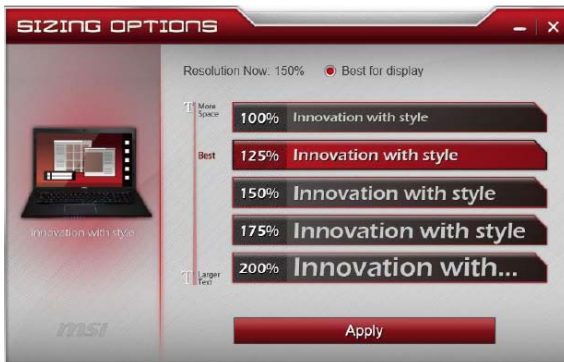 SIZING OPTIONS
Resolution Now: 150% Best for display
T More
Space
100% Innovation with style
Best
125% Innovation with style
150% Innovation with style
175% Innovation with style
200% Innovation with...
T Larger
Text
Innovation with style
msi
Apply